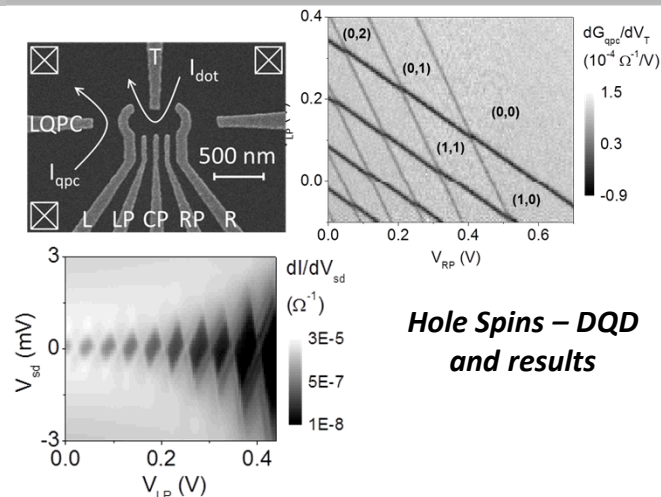 T
I_dot
LQPC
I_qpc
500 nm
L LP CP RP R
0.4
0.2
0.0
0.0 0.2 0.4 0.6
V_RP (V)
(0,2)
(0,1)
(0,0)
(1,1)
(1,0)
dG_qpc/dV_T
(10⁻⁴ Ω⁻¹/V)
1.5
0.3
-0.9
3
0
-3
V_sd (mV)
0.0 0.2 0.4
V_LP (V)
dI/dV_sd
(Ω⁻¹)
3E-5
5E-7
1E-8
Hole Spins – DQD
and results